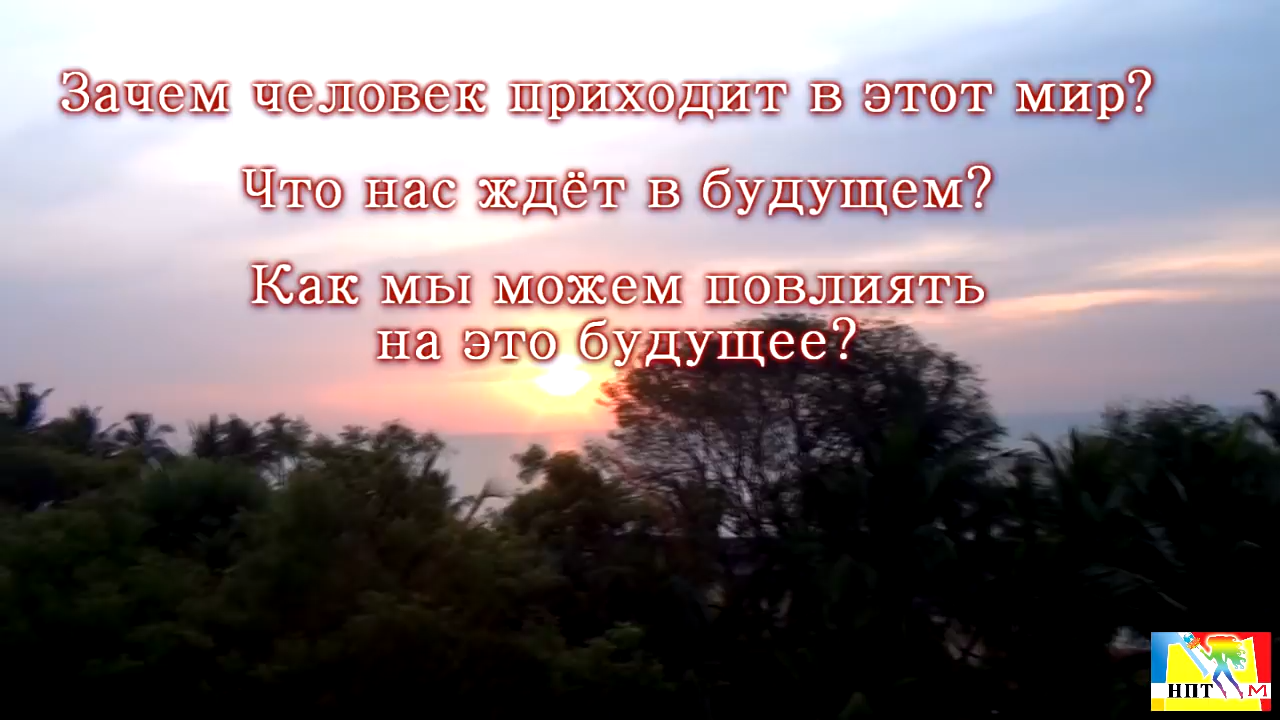 Зачем человек приходит в этот мир?
Что нас ждёт в будущем?
Как мы можем повлиять
на это будущее?
НПТ М